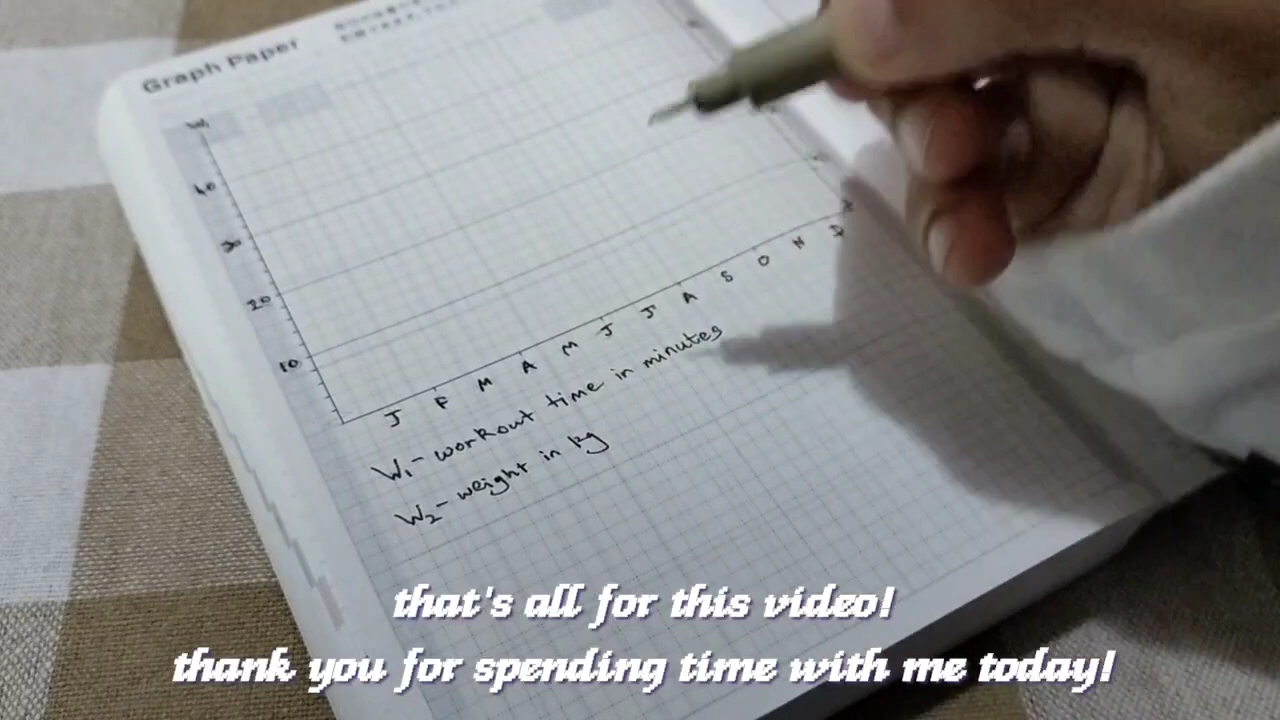 Graph Paper
W₁
40
30
20
10
J F M A M J J A S O N D
W₁- workout time in minutes
W₂- weight in kg
that's all for this video!
thank you for spending time with me today!